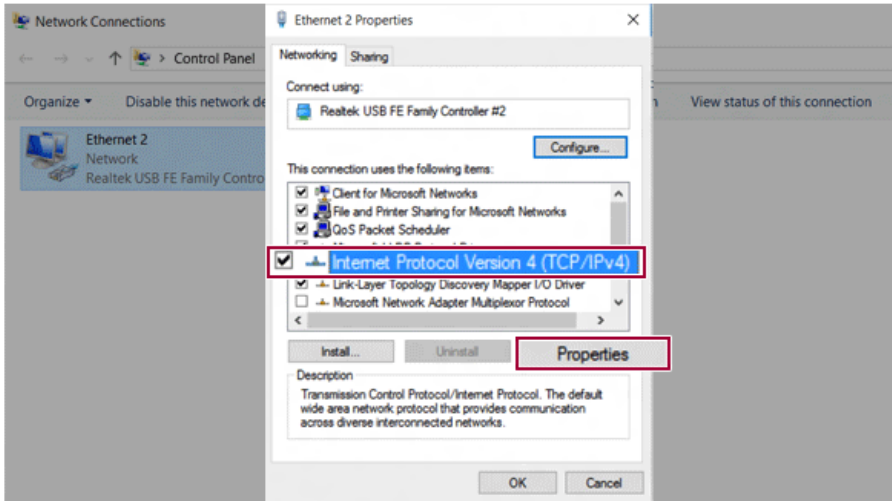 Network Connections
Control Panel
Organize
Disable this network de
View status of this connection
Ethernet 2
Network
Realtek USB FE Family Contro
Ethernet 2 Properties
Networking
Sharing
Connect using:
Realtek USB FE Family Controller #2
Configure...
This connection uses the following items:
Client for Microsoft Networks
File and Printer Sharing for Microsoft Networks
QoS Packet Scheduler
Internet Protocol Version 4 (TCP/IPv4)
Link-Layer Topology Discovery Mapper I/O Driver
Microsoft Network Adapter Multiplexor Protocol
Install...
Uninstall
Properties
Description
Transmission Control Protocol/Internet Protocol. The default
wide area network protocol that provides communication
across diverse interconnected networks.
OK
Cancel